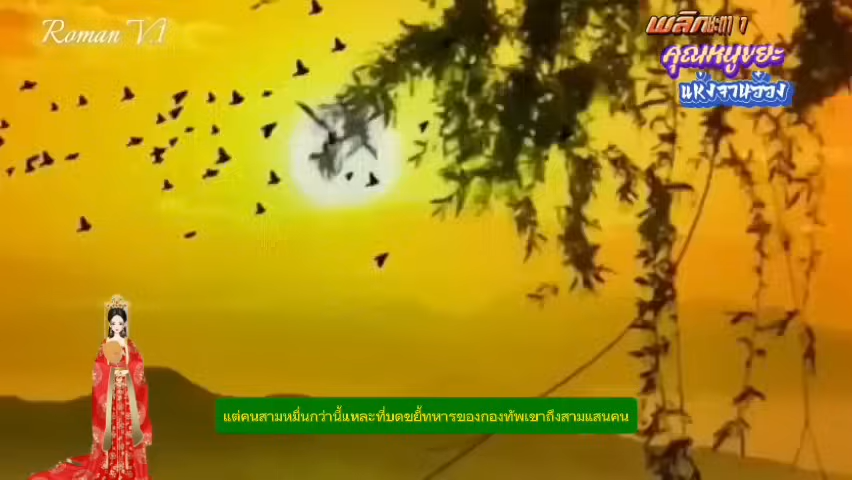 Roman V.1
พลิกชะตา 1
คุณหนูขยะ
แห่งจวนอ๋อง
แต่คนสามหมื่นกว่านี้แหละที่บดขยี้ทหารของกองทัพเขาถึงสามแสนคน